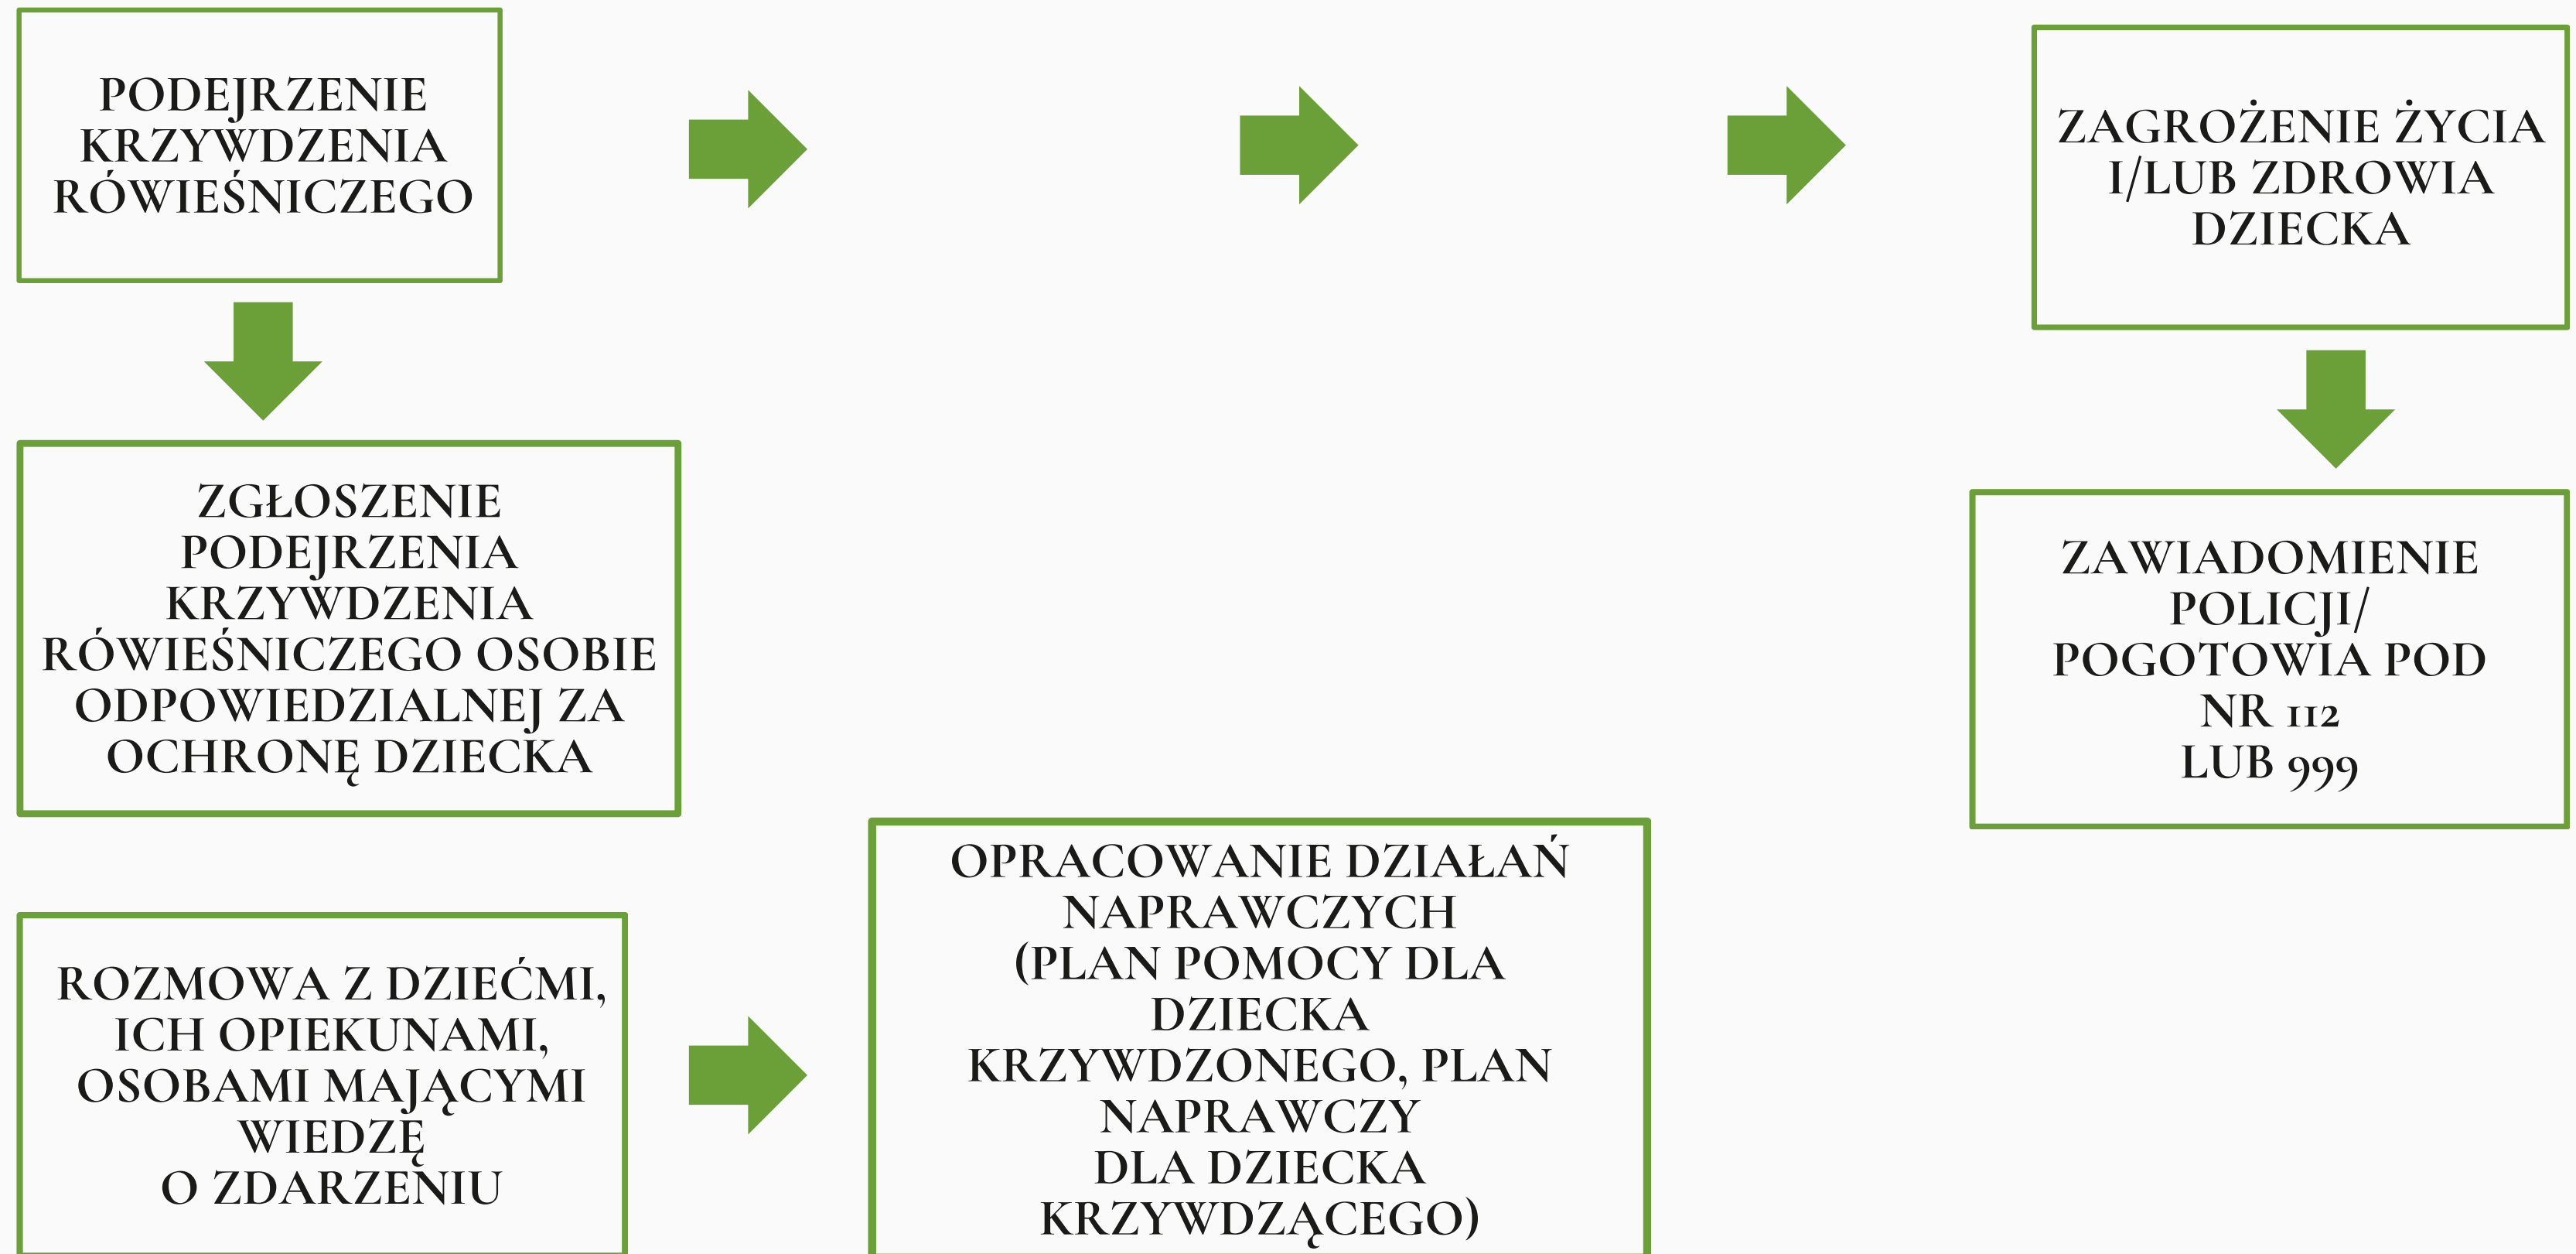 PODEJRZENIE
KRZYWDZENIA
RÓWIEŚNICZEGO
ZAGROŻENIE ŻYCIA
I/LUB ZDROWIA
DZIECKA
ZGŁOSZENIE
PODEJRZENIA
KRZYWDZENIA
RÓWIEŚNICZEGO OSOBIE
ODPOWIEDZIALNEJ ZA
OCHRONĘ DZIECKA
ZAWIADOMIENIE
POLICJI/
POGOTOWIA POD
NR 112
LUB 999
ROZMOWA Z DZIEĆMI,
ICH OPIEKUNAMI,
OSOBAMI MAJĄCYMI
WIEDZĘ
O ZDARZENIU
OPRACOWANIE DZIAŁAŃ
NAPRAWCZYCH
(PLAN POMOCY DLA
DZIECKA
KRZYWDZONEGO, PLAN
NAPRAWCZY
DLA DZIECKA
KRZYWDZĄCEGO)